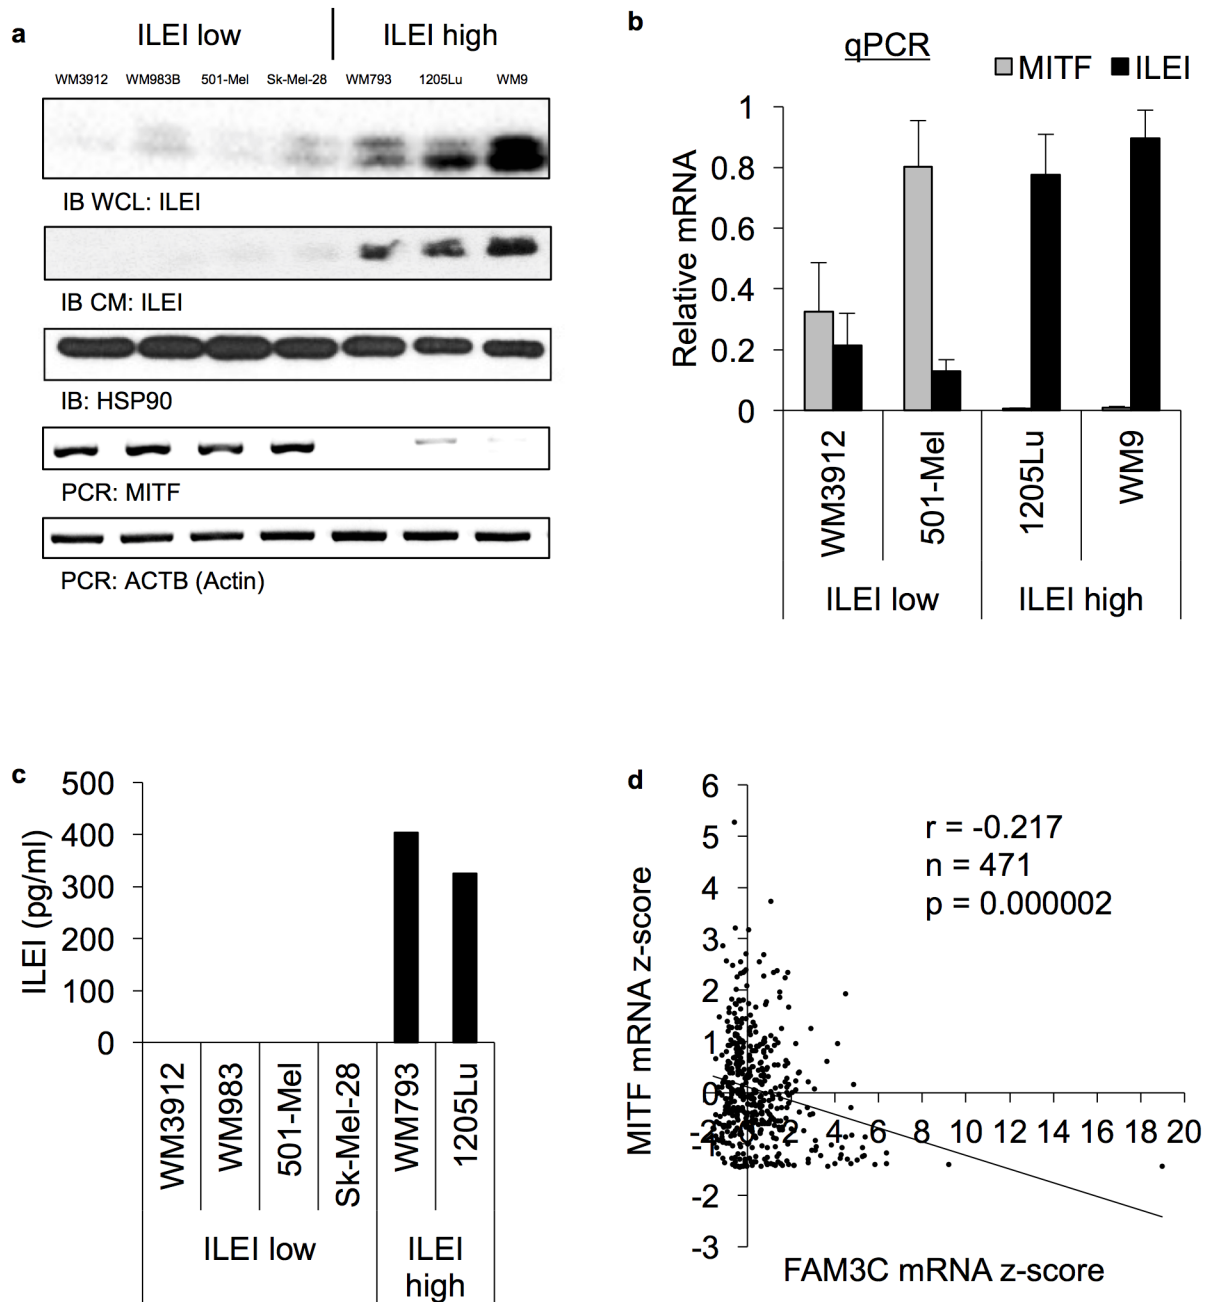 a
ILEI low
ILEI high
WM3912 WM983B 501-Mel Sk-Mel-28 WM793 1205Lu WM9
IB WCL: ILEI
IB CM: ILEI
IB: HSP90
PCR: MITF
PCR: ACTB (Actin)
b
qPCR
MITF ILEI
Relative mRNA
1
0.8
0.6
0.4
0.2
0
WM3912
501-Mel
1205Lu
WM9
ILEI low
ILEI high
c
ILEI (pg/ml)
500
400
300
200
100
0
WM3912
WM983
501-Mel
Sk-Mel-28
WM793
1205Lu
ILEI low
ILEI
high
d
MITF mRNA z-score
6
5
4
3
2
1
0
-1
-2
-3
r = -0.217
n = 471
p = 0.000002
-2 0 2 4 6 8 10 12 14 16 18 20
FAM3C mRNA z-score